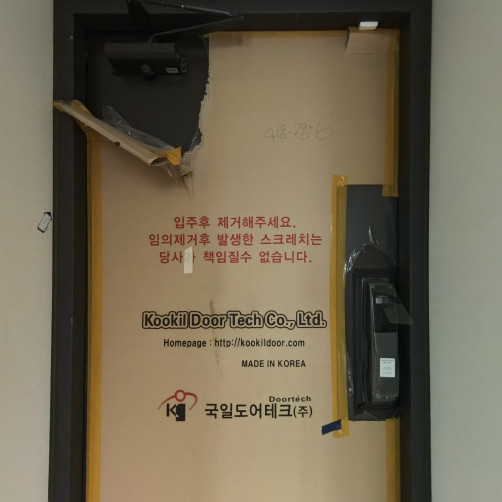 입주후 제거해주세요.
임의제거후 발생한 스크레치는
당사가 책임질수 없습니다.
Kookil Door Tech Co., Ltd.
Homepage : http://kookildoor.com
MADE IN KOREA
Doortech
국일도어테크(주)